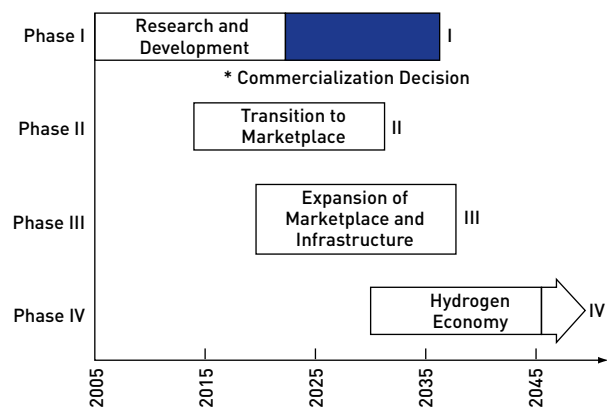 Phase I
Research and
Development
I
* Commercialization Decision
Phase II
Transition to
Marketplace
II
Phase III
Expansion of
Marketplace and
Infrastructure
III
Phase IV
Hydrogen
Economy
IV
2005
2015
2025
2035
2045